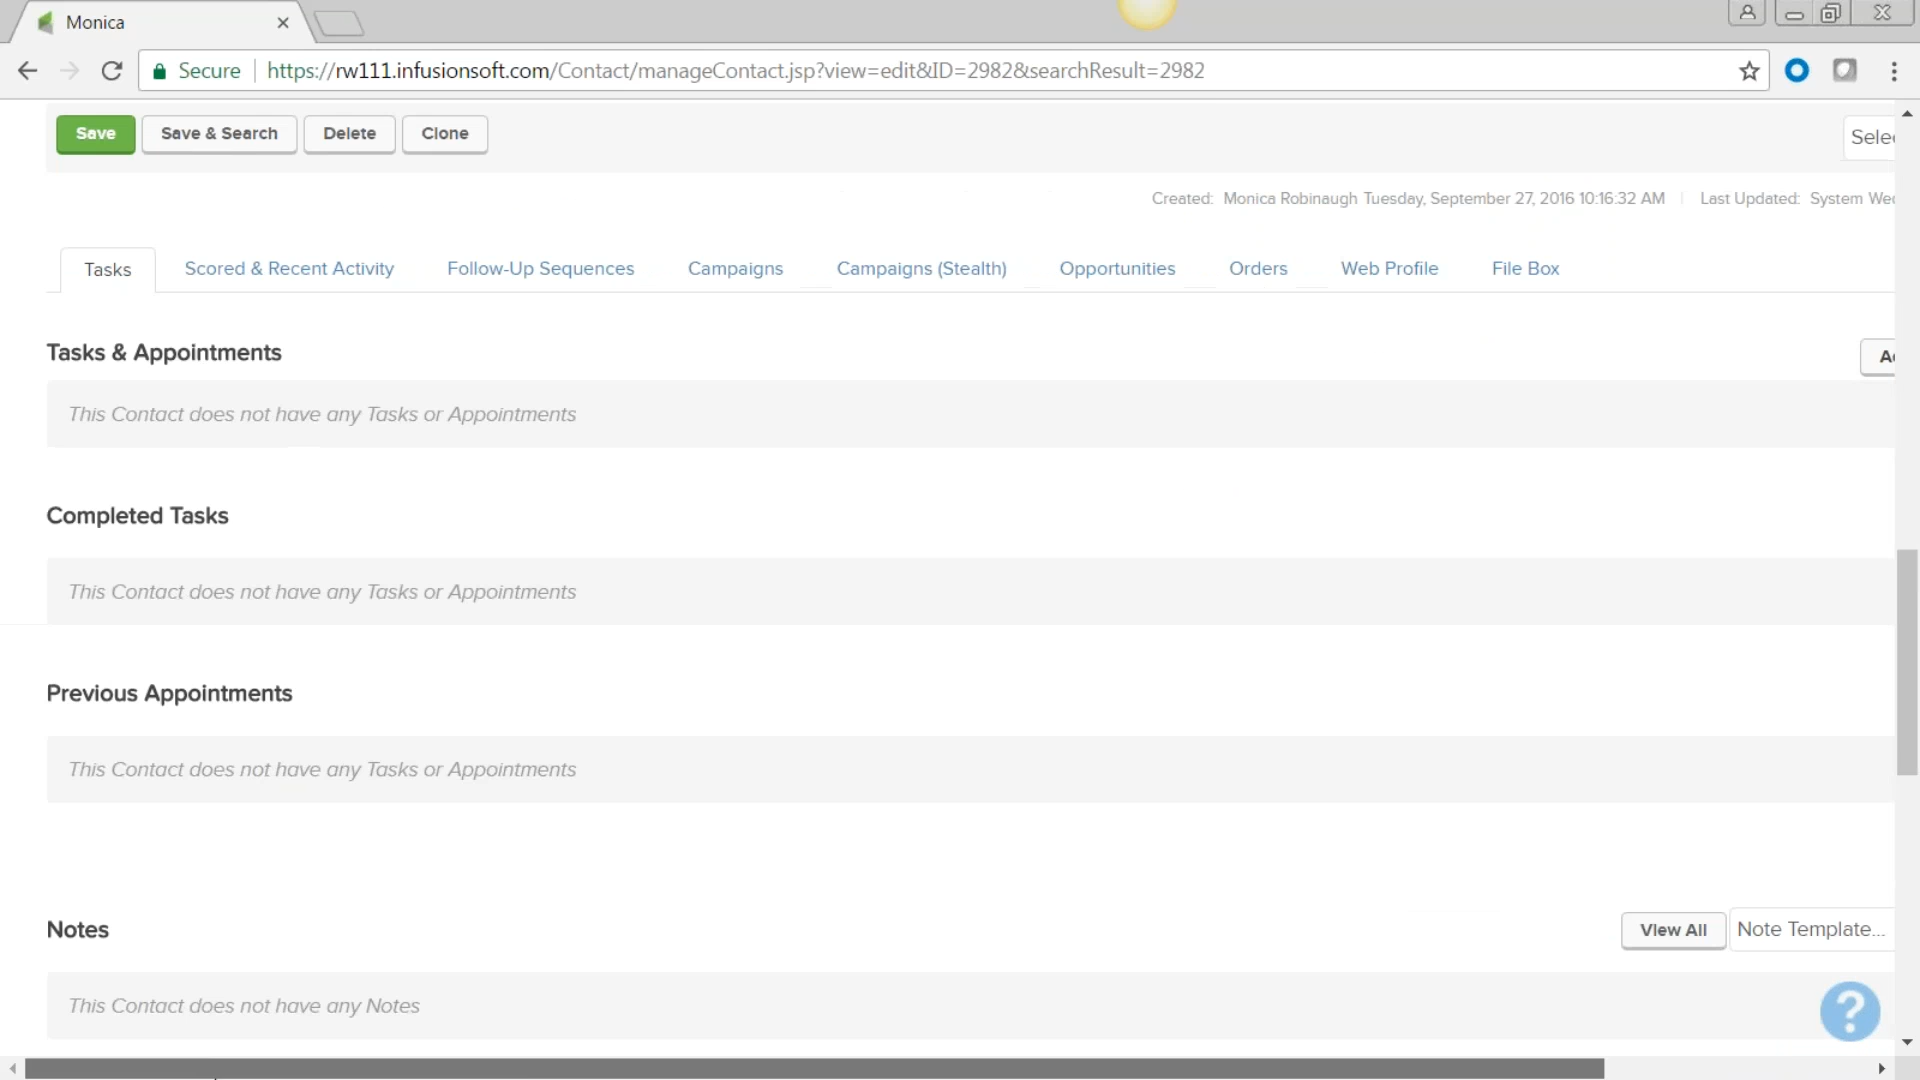 Monica
Secure https://rw111.infusionsoft.com/Contact/manageContact.jsp?view=edit&ID=2982&searchResult=2982
Save Save & Search Delete Clone
Created: Monica Robinaugh Tuesday, September 27, 2016 10:16:32 AM Last Updated: System
Tasks Scored & Recent Activity Follow-Up Sequences Campaigns Campaigns (Stealth) Opportunities Orders Web Profile File Box
Tasks & Appointments
This Contact does not have any Tasks or Appointments
Completed Tasks
This Contact does not have any Tasks or Appointments
Previous Appointments
This Contact does not have any Tasks or Appointments
Notes View All Note Template...
This Contact does not have any Notes
?